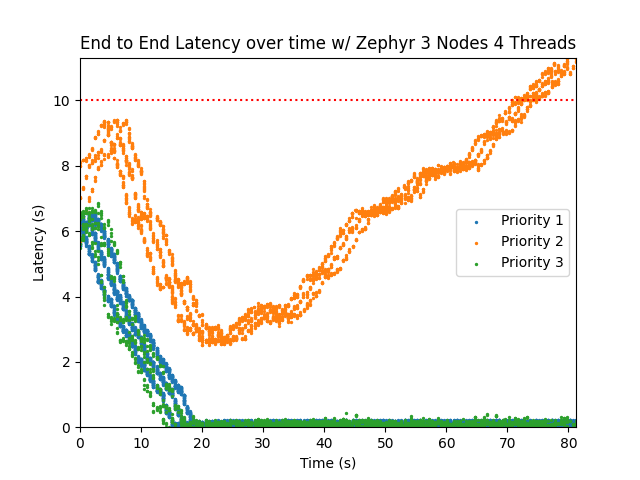 End to End Latency over time w/ Zephyr 3 Nodes 4 Threads
10
8
6
4
2
0
Latency (s)
Priority 1
Priority 2
Priority 3
0 10 20 30 40 50 60 70 80
Time (s)